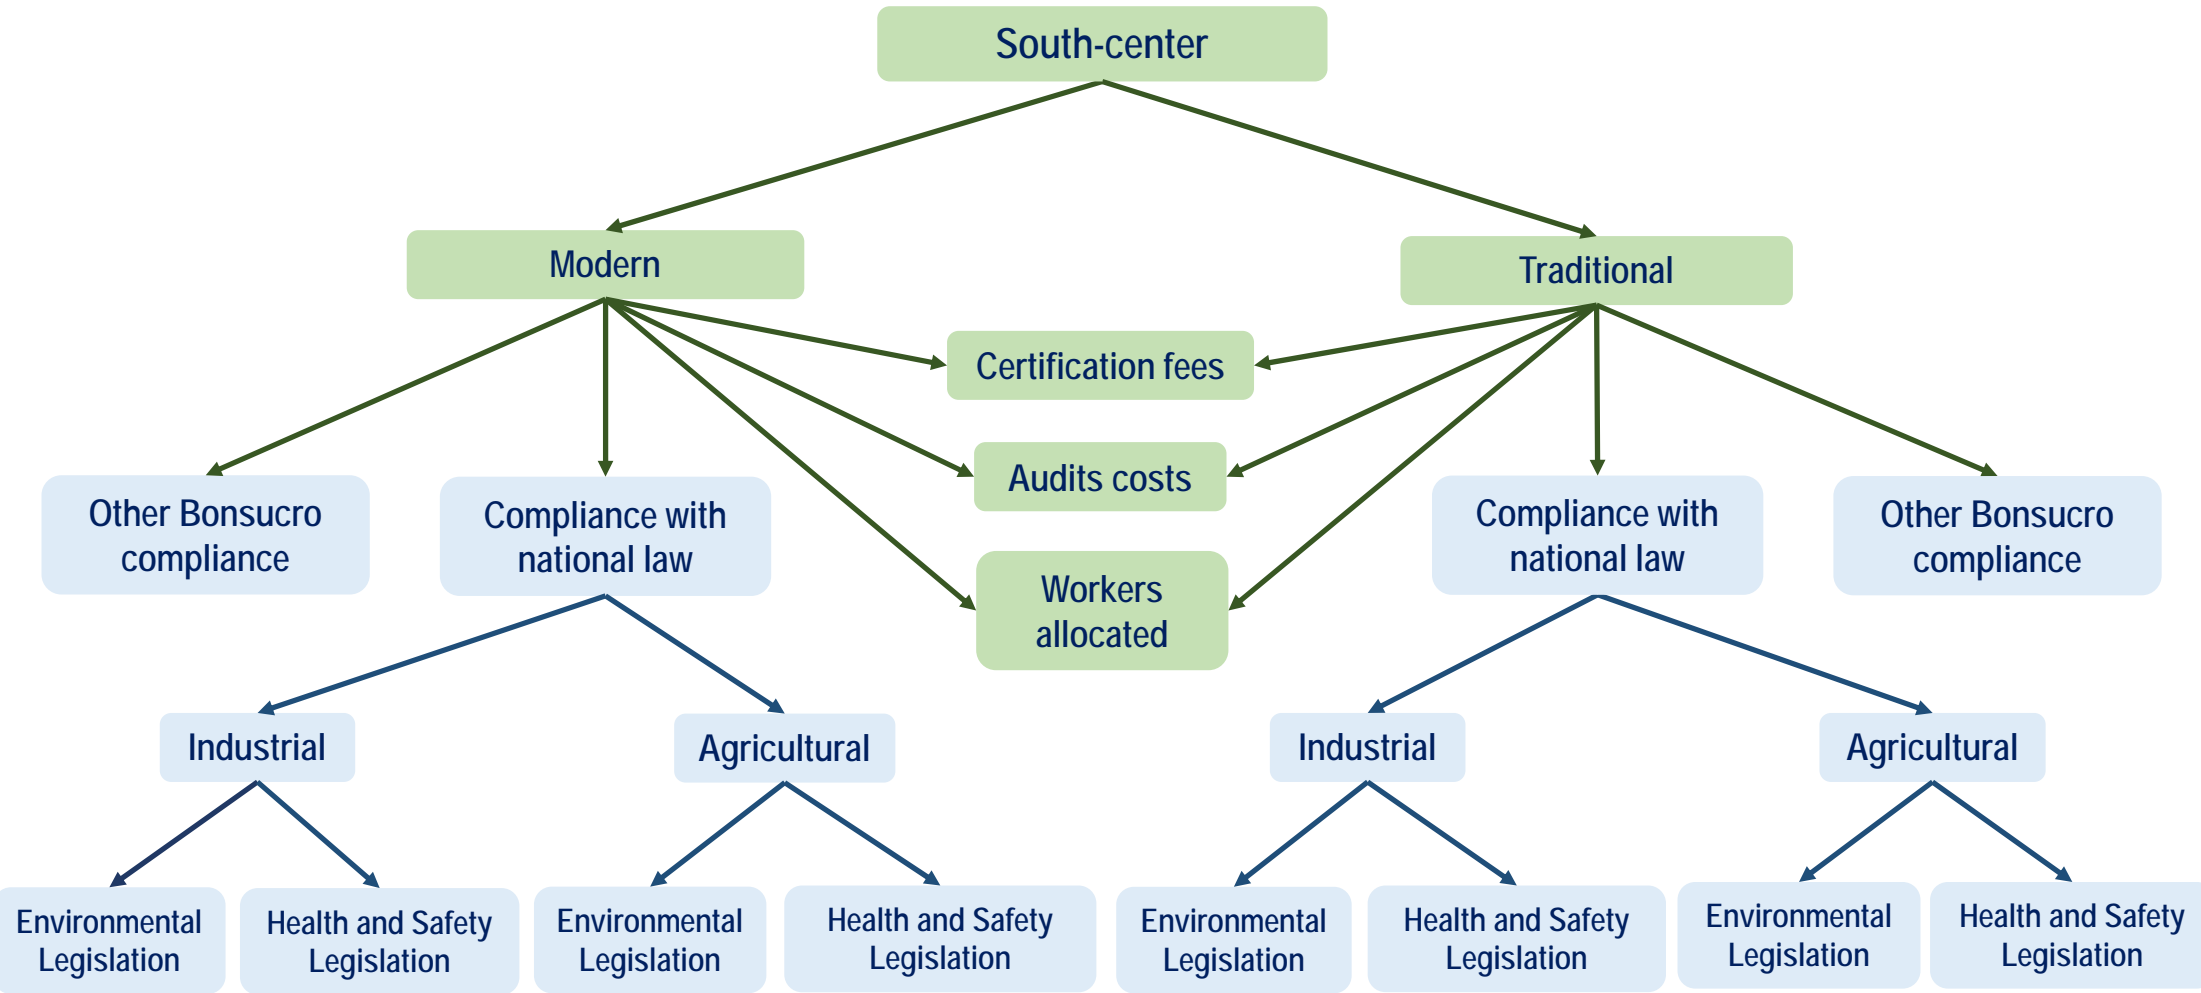 South-center
Modern
Traditional
Certification fees
Audits costs
Workers
allocated
Other Bonsucro
compliance
Compliance with
national law
Compliance with
national law
Other Bonsucro
compliance
Industrial
Agricultural
Industrial
Agricultural
Environmental
Legislation
Health and Safety
Legislation
Environmental
Legislation
Health and Safety
Legislation
Environmental
Legislation
Health and Safety
Legislation
Environmental
Legislation
Health and Safety
Legislation